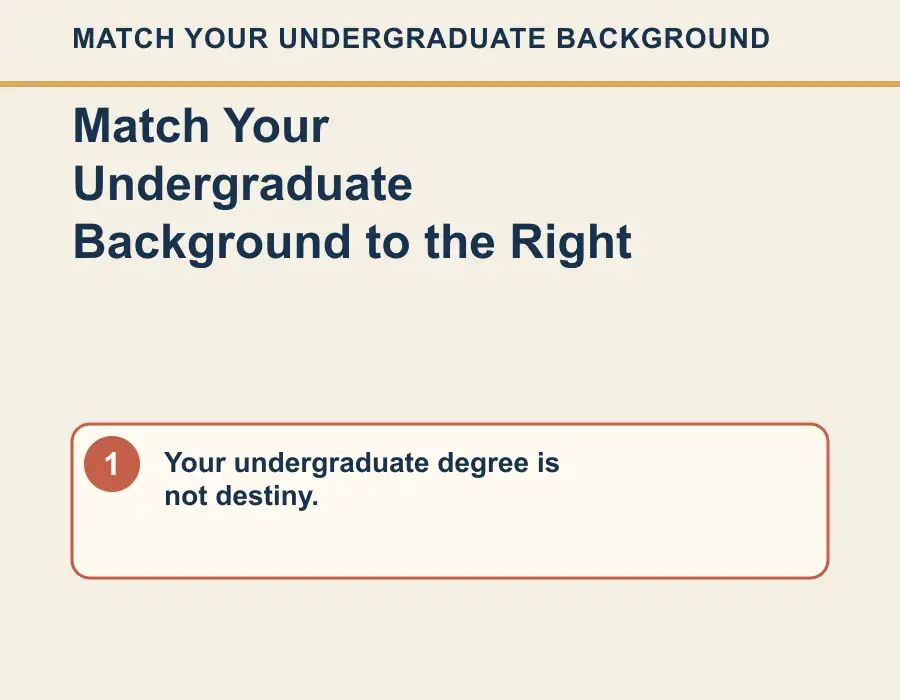 MATCH YOUR UNDERGRADUATE BACKGROUND
Match Your
Undergraduate
Background to the Right
1
Your undergraduate degree is
not destiny.